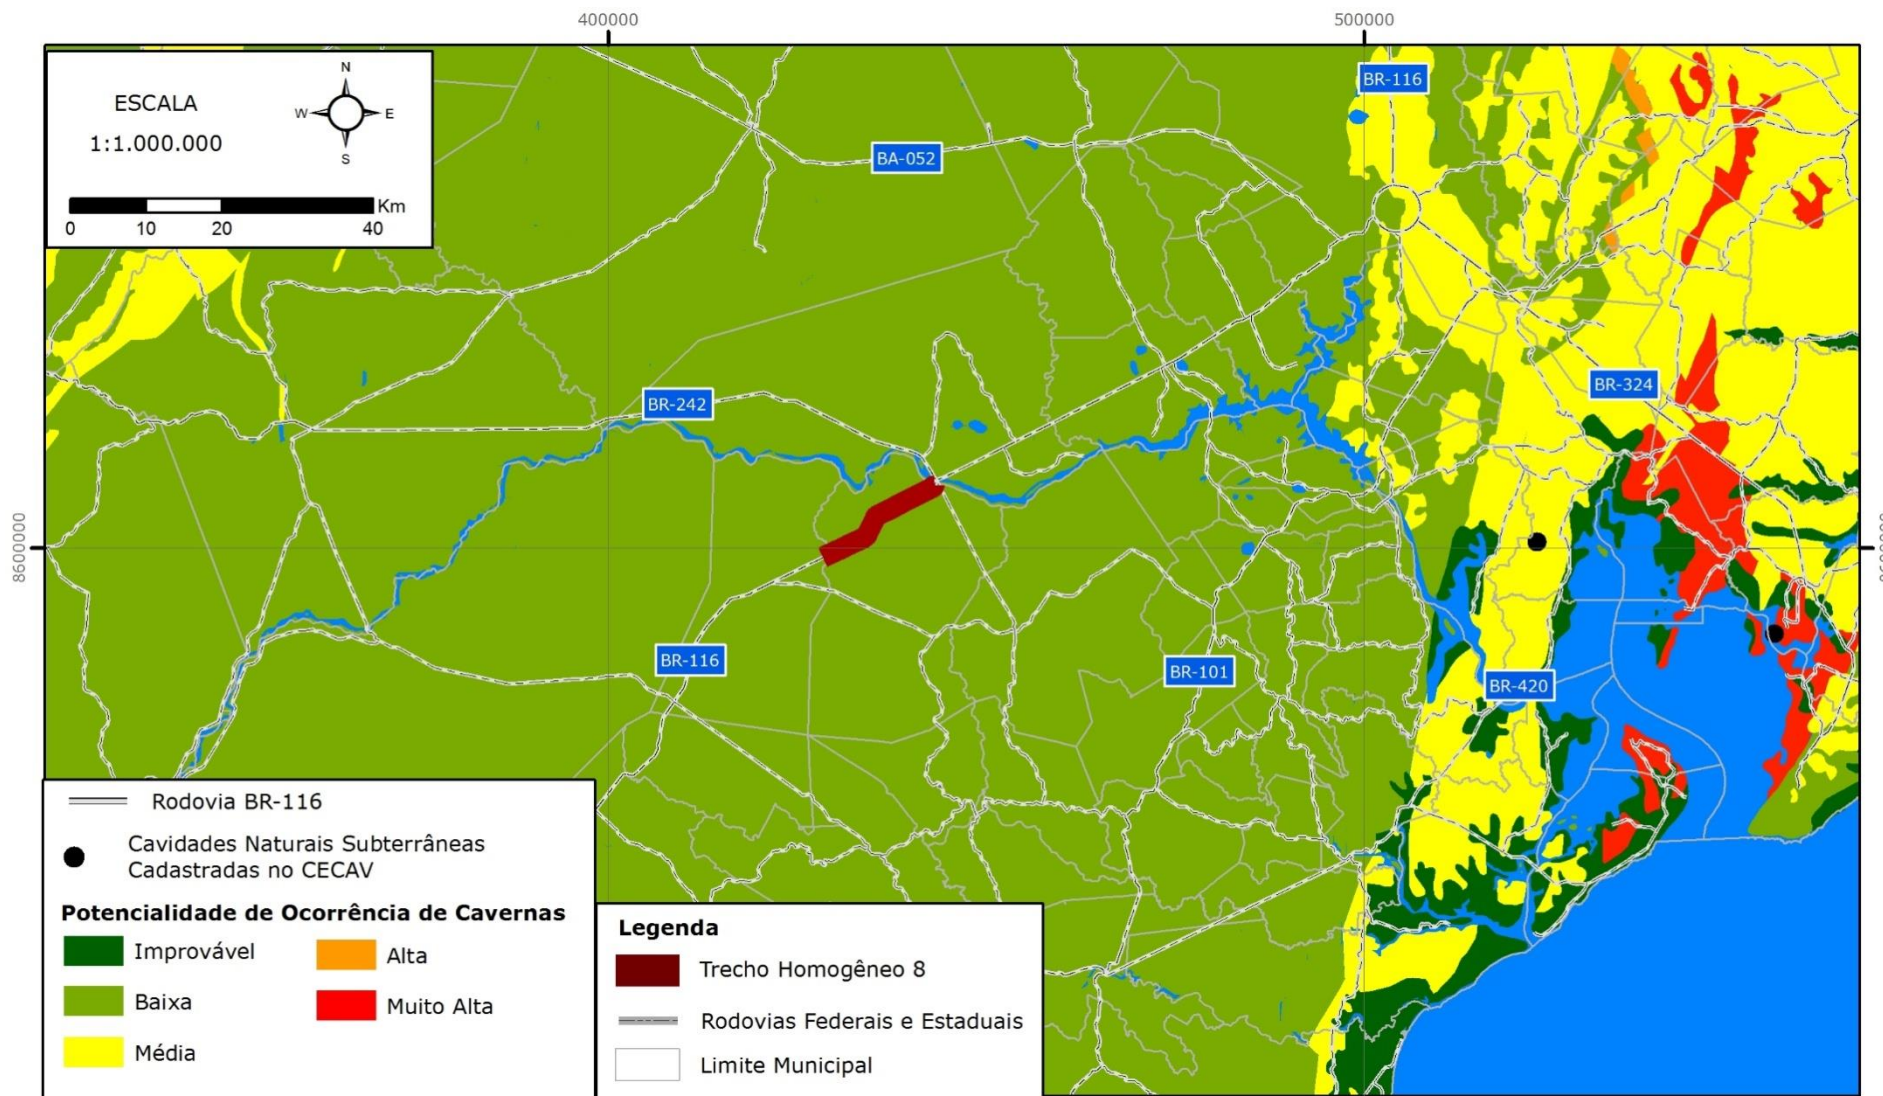 400000
500000
ESCALA
1:1.000.000
N
W
E
S
Km
0
10
20
40
BR-116
BA-052
BR-324
BR-242
8600000
8600000
BR-116
BR-101
BR-420
Rodovia BR-116
Cavidades Naturais Subterrâneas
Cadastradas no CECAV
Potencialidade de Ocorrência de Cavernas
Improvável
Alta
Baixa
Muito Alta
Média
Legenda
Trecho Homogêneo 8
Rodovias Federais e Estaduais
Limite Municipal